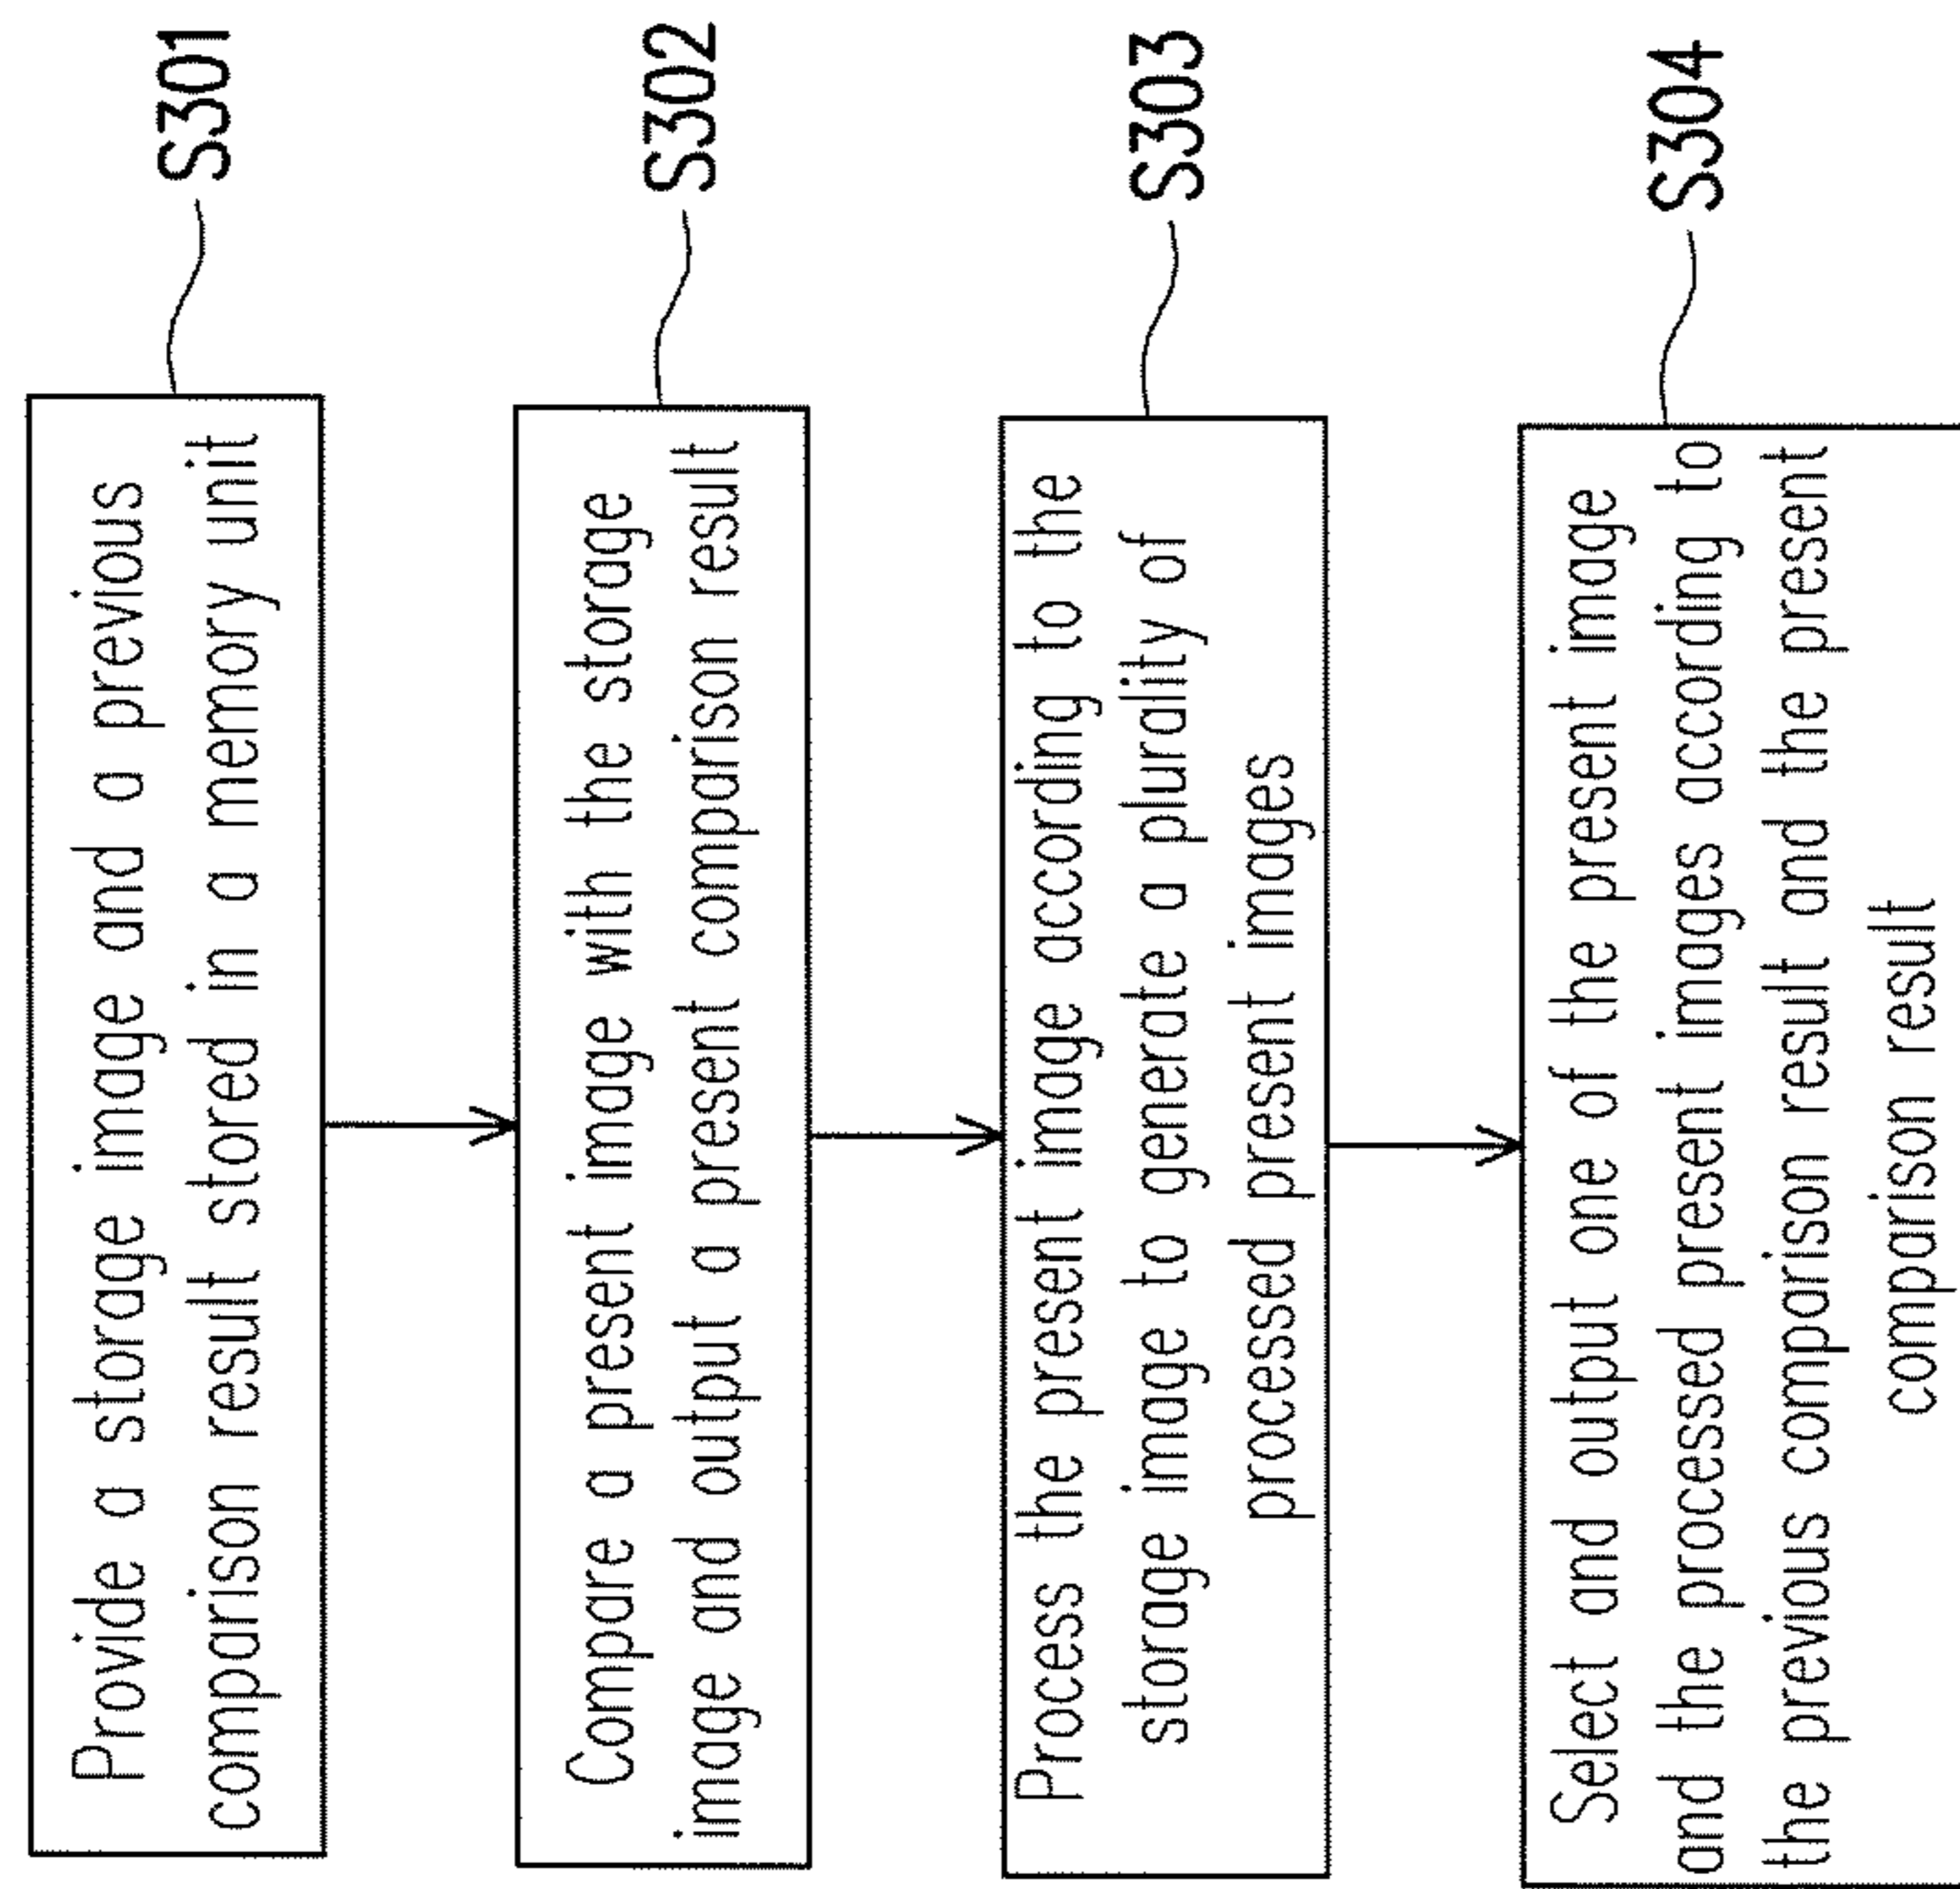 Provide a storage image and a previous
comparison result stored in a memory unit
S301
Compare a present image with the storage
image and output a present comparison result
S302
Process the present image according to the
storage image to generate a plurality of
processed present images
S303
Select and output one of the present image
and the processed present images according to
the previous comparison result and the present
comparison result
S304